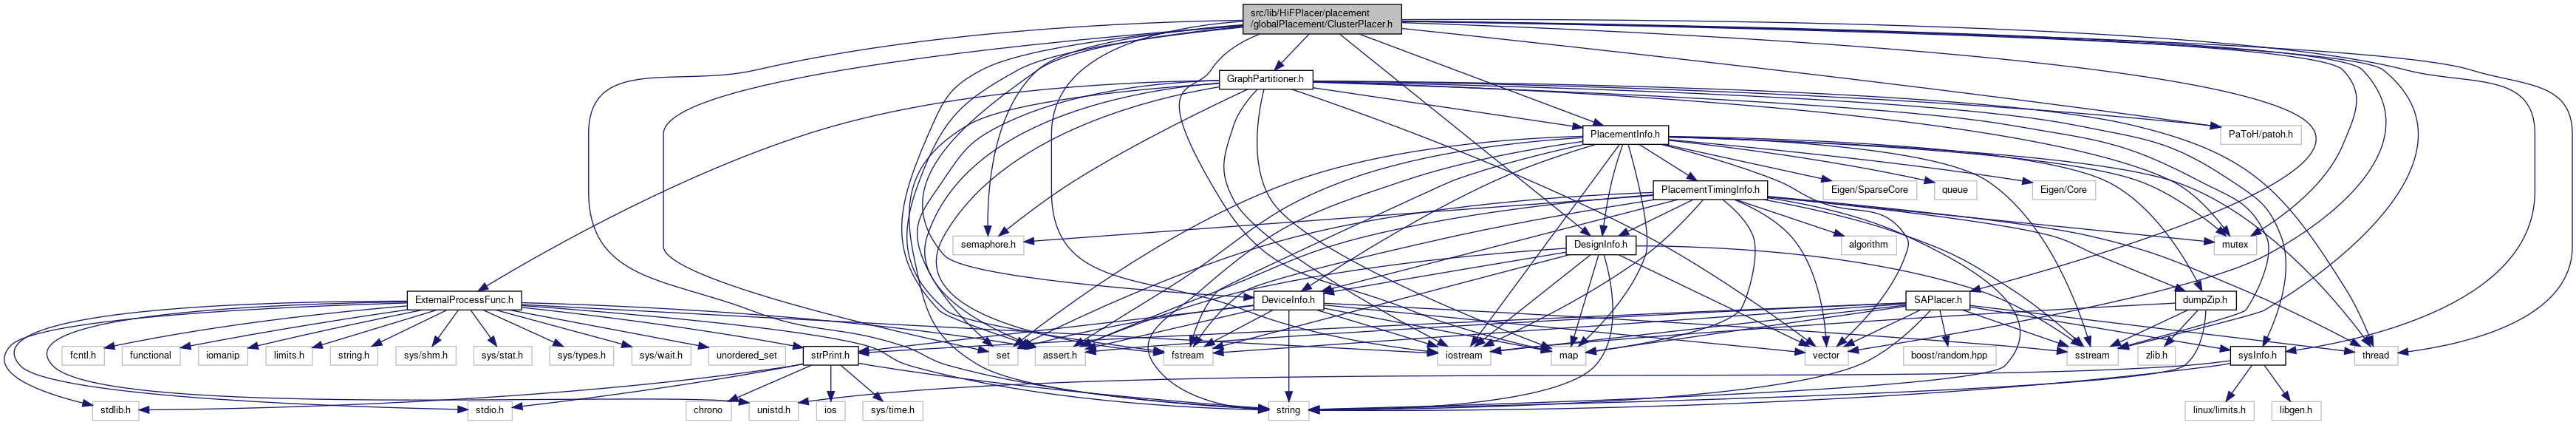 src/lib/HiFPlacer/placement
/globalPlacement/ClusterPlacer.h
GraphPartitioner.h
PlacementInfo.h
PaToH/patoh.h
PlacementTimingInfo.h
Eigen/SparseCore
queue
Eigen/Core
semaphore.h
DesignInfo.h
algorithm
mutex
ExternalProcessFunc.h
DeviceInfo.h
SAPlacer.h
dumpZip.h
fcntl.h
functional
iomanip
limits.h
string.h
sys/shm.h
sys/stat.h
sys/types.h
sys/wait.h
unordered_set
strPrint.h
set
assert.h
fstream
iostream
map
vector
boost/random.hpp
sstream
zlib.h
sysInfo.h
thread
stdlib.h
stdio.h
chrono
unistd.h
ios
sys/time.h
string
linux/limits.h
libgen.h